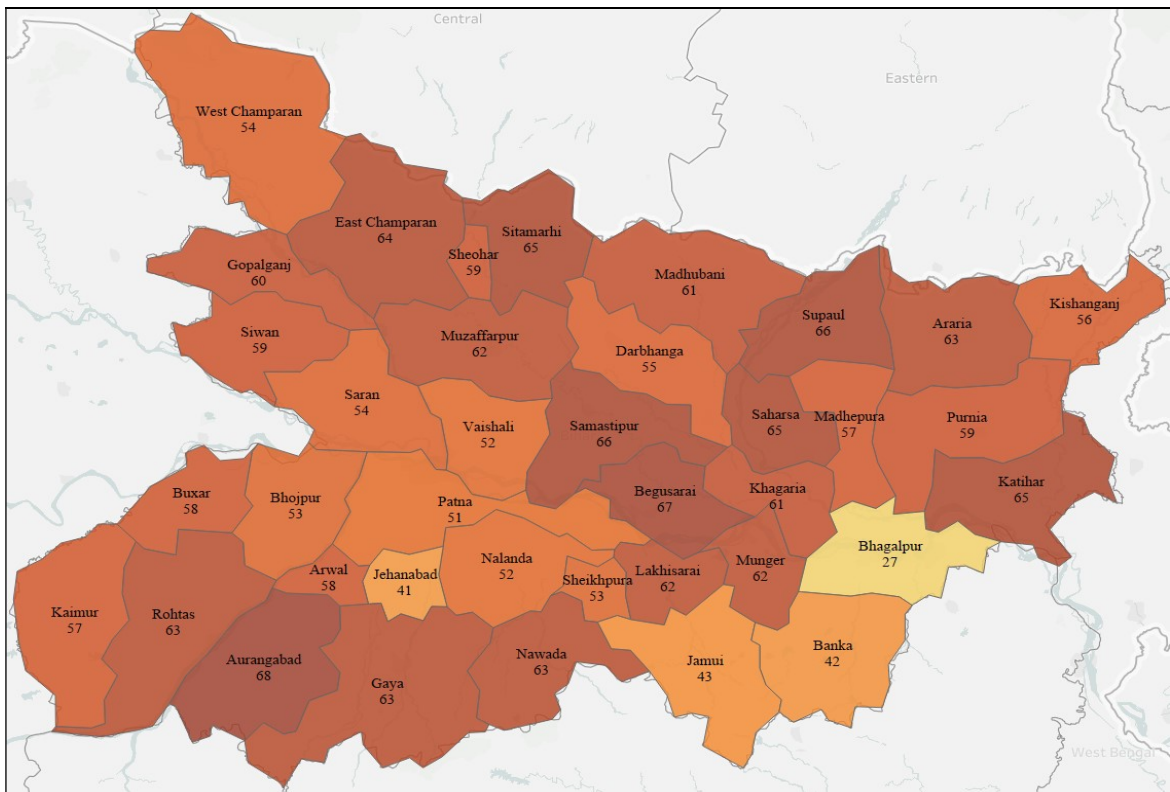 Central
Eastern
West Champaran
54
East Champaran
64
Sitamarhi
65
Sheohar
59
Gopalganj
60
Madhubani
61
Kishanganj
56
Supaul
66
Araria
63
Siwan
59
Muzaffarpur
62
Darbhanga
55
Saran
54
Vaishali
52
Samastipur
66
Saharsa
65
Madhepura
57
Purnia
59
Katihar
65
Buxar
58
Bhojpur
53
Patna
51
Begusarai
67
Khagaria
61
Bhagalpur
27
Arwal
58
Jehanabad
41
Nalanda
52
Sheikhpura
53
Lakhisarai
62
Munger
62
Kaimur
57
Rohtas
63
Aurangabad
68
Gaya
63
Nawada
63
Jamui
43
Banka
42
West Bengal